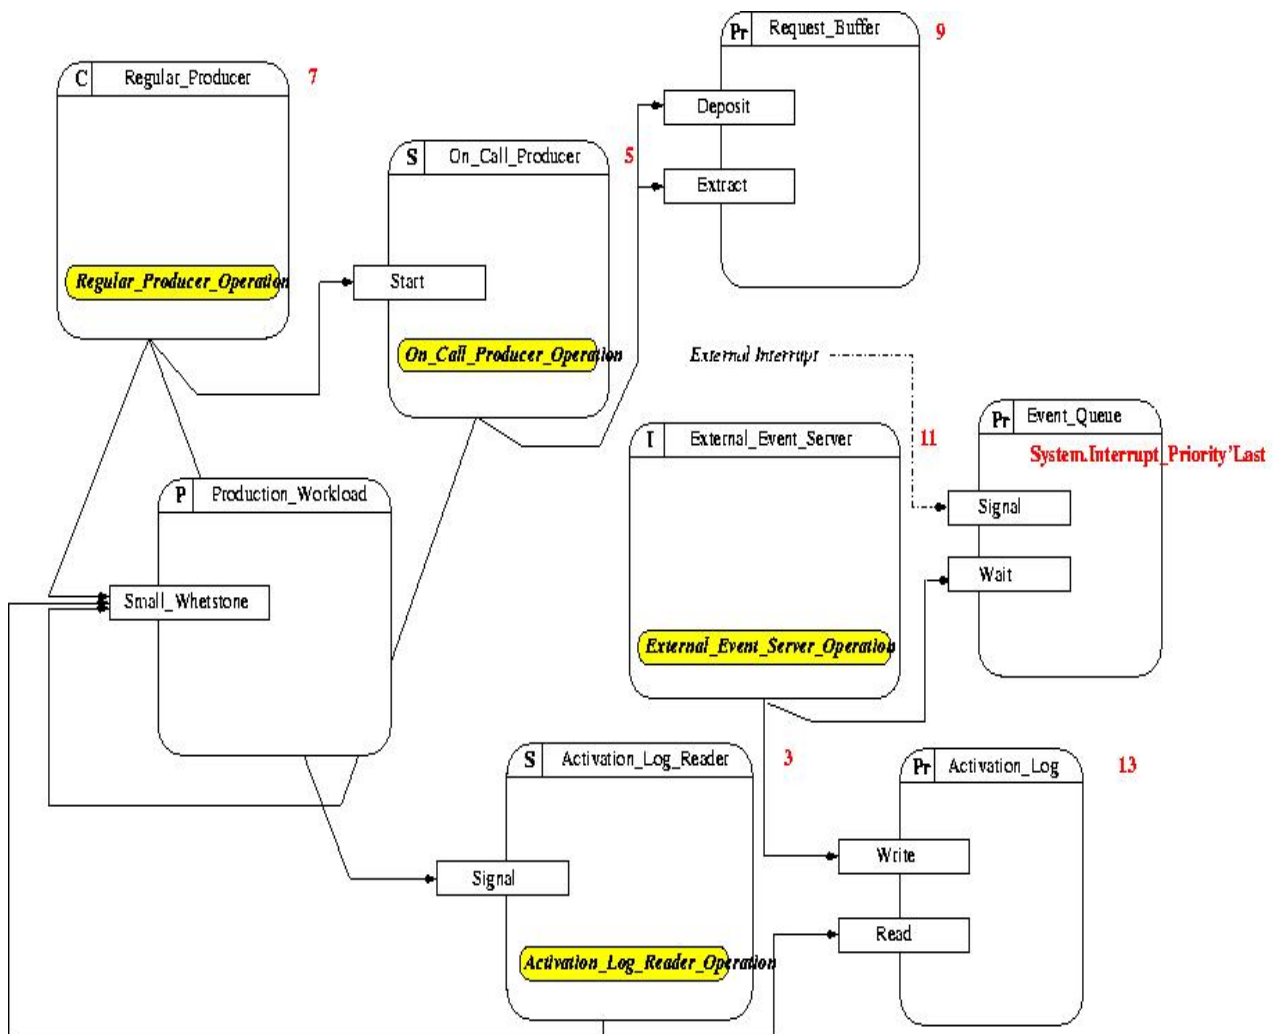 Pr Request_Buffer 9
C Regular_Producer 7
Deposit
S On_Call_Producer 5
Extract
Regular_Producer_Operation
Start
On_Call_Producer_Operation
External Interrupt
I External_Event_Server 11
Pr Event_Queue
System.Interrupt_Priority'Last
P Production_Workload
Signal
Wait
Small_Whetstone
External_Event_Server_Operation
S Activation_Log_Reader 3
Pr Activation_Log 13
Write
Signal
Read
Activation_Log_Reader_Operation